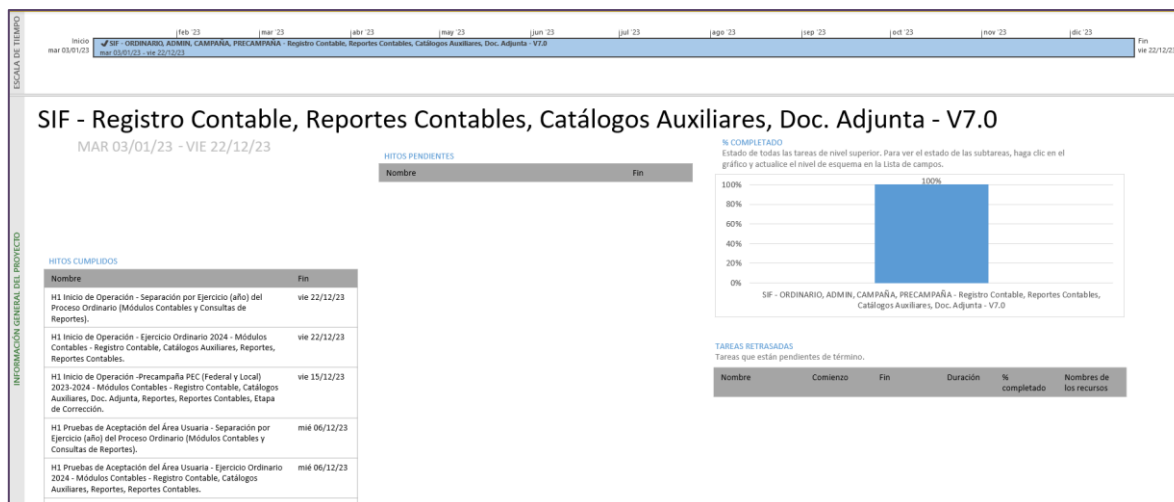 ESCALA DE TIEMPO
feb '23 mar '23 abr '23 may '23 jun '23 jul '23 ago '23 sep '23 oct '23 nov '23 dic '23
Inicio
mar 03/01/23
SIF - ORDINARIO, ADMIN, CAMPAÑA, PRECAMPAÑA - Registro Contable, Reportes Contables, Catálogos Auxiliares, Doc. Adjunta - V7.0
mar 03/01/23 - vie 22/12/23
Fin
vie 22/12/23
INFORMACIÓN GENERAL DEL PROYECTO
SIF - Registro Contable, Reportes Contables, Catálogos Auxiliares, Doc. Adjunta - V7.0
MAR 03/01/23 - VIE 22/12/23
HITOS PENDIENTES
Nombre Fin
HITOS CUMPLIDOS
Nombre Fin
H1 Inicio de Operación - Separación por Ejercicio (año) del vie 22/12/23
Proceso Ordinario (Módulos Contables y Consultas de
Reportes).
H1 Inicio de Operación - Ejercicio Ordinario 2024 - Módulos vie 22/12/23
Contables - Registro Contable, Catálogos Auxiliares, Reportes,
Reportes Contables.
H1 Inicio de Operación -Precampaña PEC (Federal y Local) vie 15/12/23
2023-2024 - Módulos Contables - Registro Contable, Catálogos
Auxiliares, Doc. Adjunta, Reportes, Reportes Contables, Etapa
de Corrección.
H1 Pruebas de Aceptación del Área Usuaria - Separación por mié 06/12/23
Ejercicio (año) del Proceso Ordinario (Módulos Contables y
Consultas de Reportes).
H1 Pruebas de Aceptación del Área Usuaria - Ejercicio Ordinario mié 06/12/23
2024 - Módulos Contables - Registro Contable, Catálogos
Auxiliares, Reportes, Reportes Contables.
% COMPLETADO
Estado de todas las tareas de nivel superior. Para ver el estado de las subtareas, haga clic en el
gráfico y actualice el nivel de esquema en la Lista de campos.
100%
100%
80%
60%
40%
20%
0%
SIF - ORDINARIO, ADMIN, CAMPAÑA, PRECAMPAÑA - Registro Contable, Reportes Contables,
Catálogos Auxiliares, Doc. Adjunta - V7.0
TAREAS RETRASADAS
Tareas que están pendientes de término.
Nombre Comienzo Fin Duración % Nombres de
completado los recursos